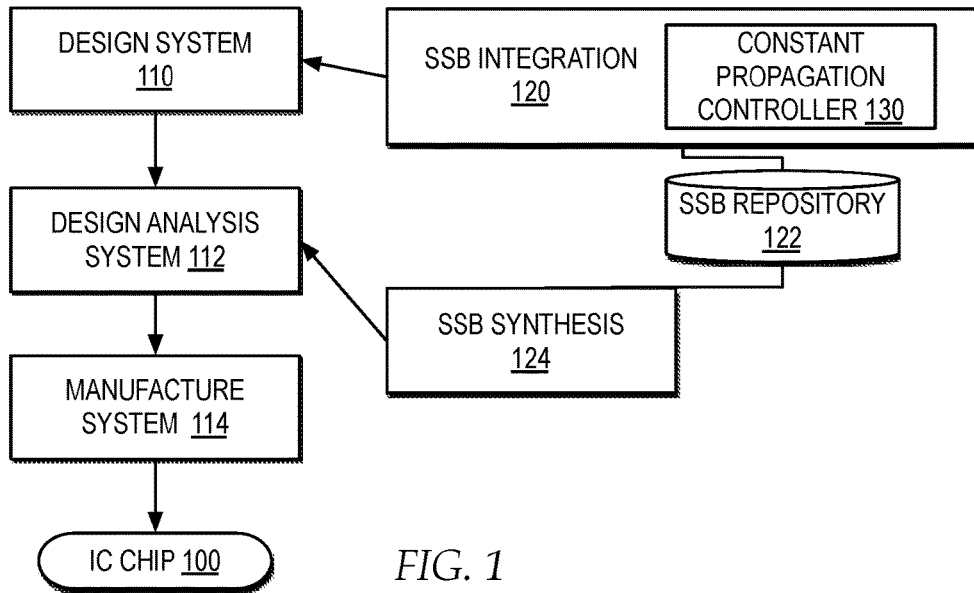 DESIGN SYSTEM
110
SSB INTEGRATION
120
CONSTANT
PROPAGATION
CONTROLLER 130
DESIGN ANALYSIS
SYSTEM 112
SSB REPOSITORY
122
SSB SYNTHESIS
124
MANUFACTURE
SYSTEM 114
IC CHIP 100
FIG. 1